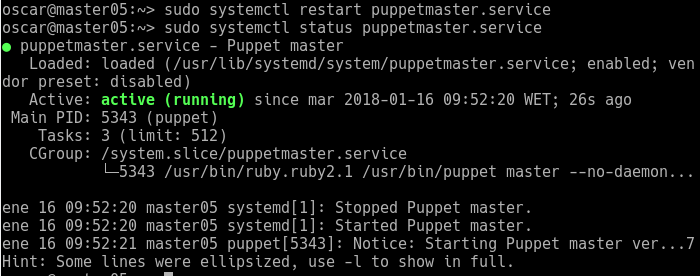 oscar@master05:~> sudo systemctl restart puppetmaster.service
oscar@master05:~> sudo systemctl status puppetmaster.service
● puppetmaster.service - Puppet master
   Loaded: loaded (/usr/lib/systemd/system/puppetmaster.service; enabled; ven
dor preset: disabled)
   Active: active (running) since mar 2018-01-16 09:52:20 WET; 26s ago
 Main PID: 5343 (puppet)
    Tasks: 3 (limit: 512)
   CGroup: /system.slice/puppetmaster.service
           └─5343 /usr/bin/ruby.ruby2.1 /usr/bin/puppet master --no-daemon...
ene 16 09:52:20 master05 systemd[1]: Stopped Puppet master.
ene 16 09:52:20 master05 systemd[1]: Started Puppet master.
ene 16 09:52:21 master05 puppet[5343]: Notice: Starting Puppet master ver...7
Hint: Some lines were ellipsized, use -l to show in full.
oscar@master05:~>